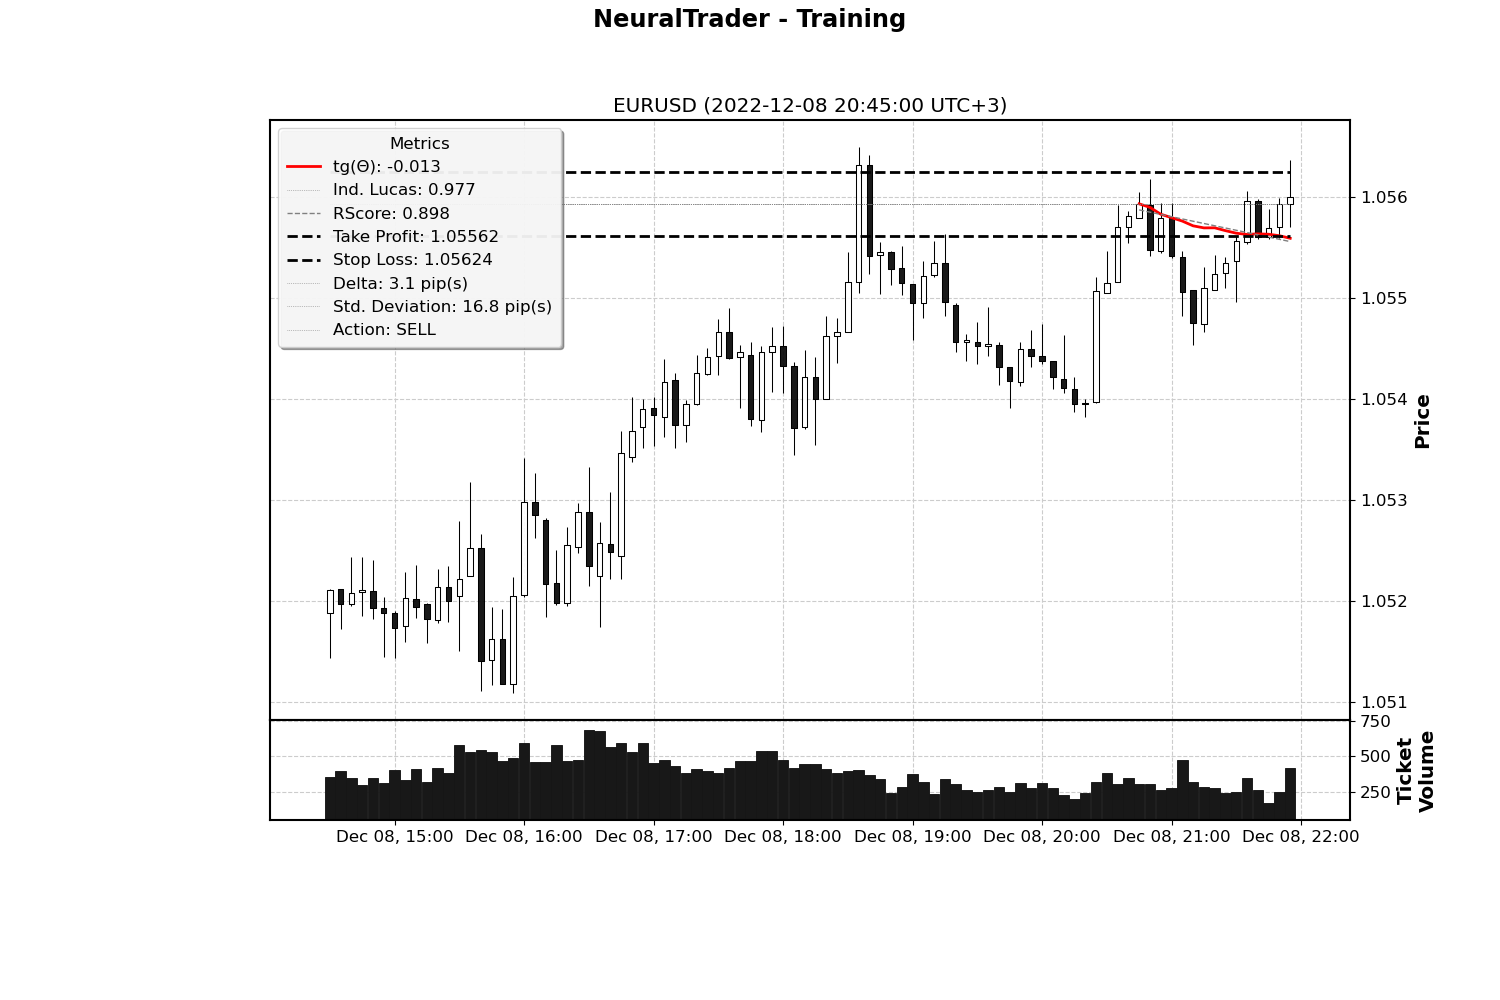 NeuralTrader - Training
EURUSD (2022-12-08 20:45:00 UTC+3)
Metrics
tg(Θ): -0.013
Ind. Lucas: 0.977
RScore: 0.898
Take Profit: 1.05562
Stop Loss: 1.05624
Delta: 3.1 pip(s)
Std. Deviation: 16.8 pip(s)
Action: SELL
1.056
1.055
1.054
1.053
1.052
1.051
Price
750
500
250
Ticket
Volume
Dec 08, 15:00
Dec 08, 16:00
Dec 08, 17:00
Dec 08, 18:00
Dec 08, 19:00
Dec 08, 20:00
Dec 08, 21:00
Dec 08, 22:00